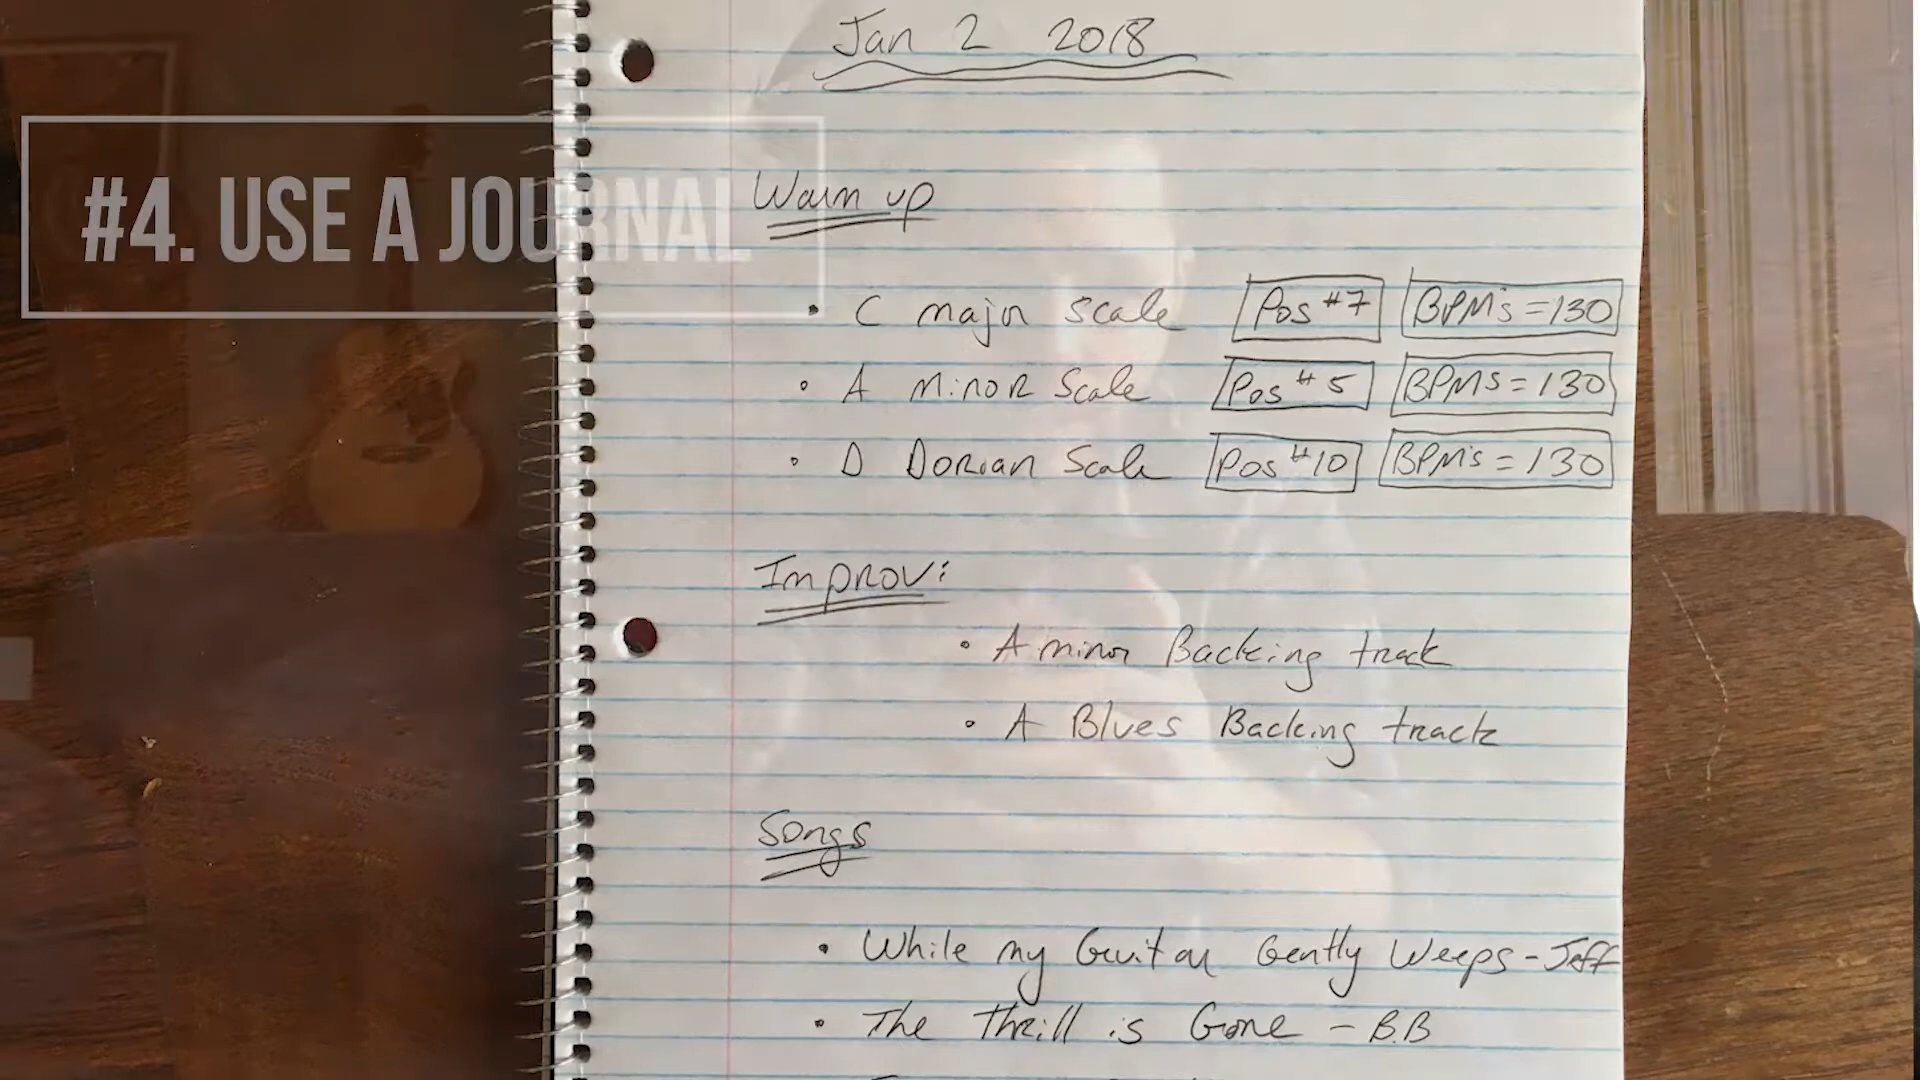 Jan 2 2018
#4. USE A JOURNAL
Warm up
• C major scale Pos #7 BPM's = 130
• A Minor Scale Pos #5 BPMs = 130
• D Dorian Scale Pos #10 BPM's = 130
Improv:
• A minor Backing track
• A Blues Backing track
Songs
• While my Guitar Gently Weeps - Jeff
• The Thrill is Gone - B.B